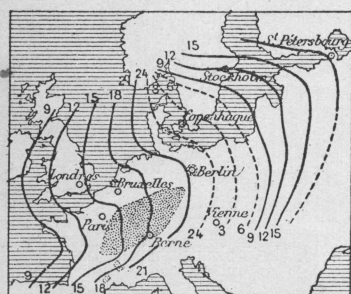 St Pétersbourg
15
12
9
24
Stockholm
18
15
12
9
Copenhague
Londres
Bruxelles
Berlin
Paris
Vienne
Berne
24 3 6 9 12 15
21
9
12 15 18